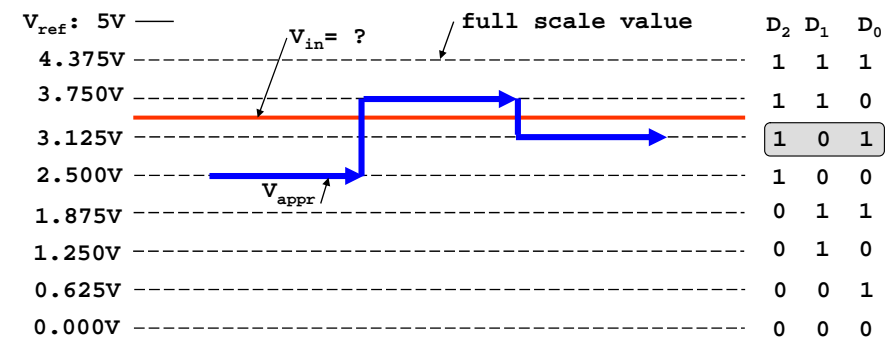 Vref: 5V Vin= ? full scale value D2 D1 D0
4.375V 1 1 1
3.750V 1 1 0
3.125V 1 0 1
2.500V 1 0 0
Vappr
1.875V 0 1 1
1.250V 0 1 0
0.625V 0 0 1
0.000V 0 0 0